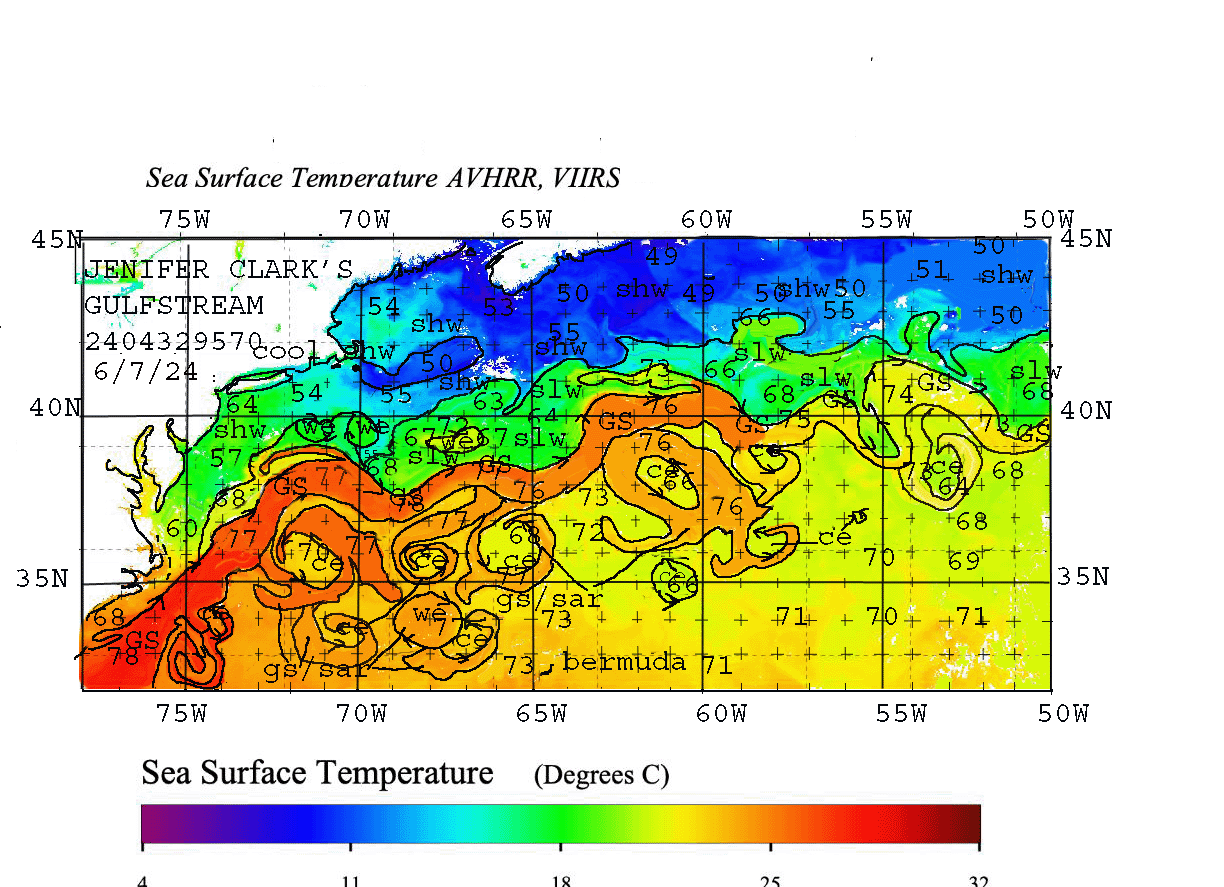 Sea Surface Temperature AVHRR, VIIRS
75W 70W 65W 60W 55W 50W
45N 45N
JENIFER CLARK'S 49 50
51 shw
GULFSTREAM 54 53 50 shw 49 50 shw 50 50
shw 55 66 55
2404329570 cool shw shw slw
6/7/24 50 73 66 slw slw
54 55 shw slw 68 GS 74 GS 68
40N 64 63 64 GS 76 GS 75 40N
shw we we 67 72 we 67 slw 76 73 GS
57 68 slw GS ce 66 ce 73 ce 68
68 GS 47 GS 78 76 73 76 64
60 77 77 77 68 72 ce 68
70 ce ce ce 70 69
35N 77 ce 66 35N
gs/sar
68 ce we 73 71 70 71
GS ce 7 ce
78 gs/sar 73 bermuda 71
75W 70W 65W 60W 55W 50W
Sea Surface Temperature (Degrees C)
4 11 18 25 32